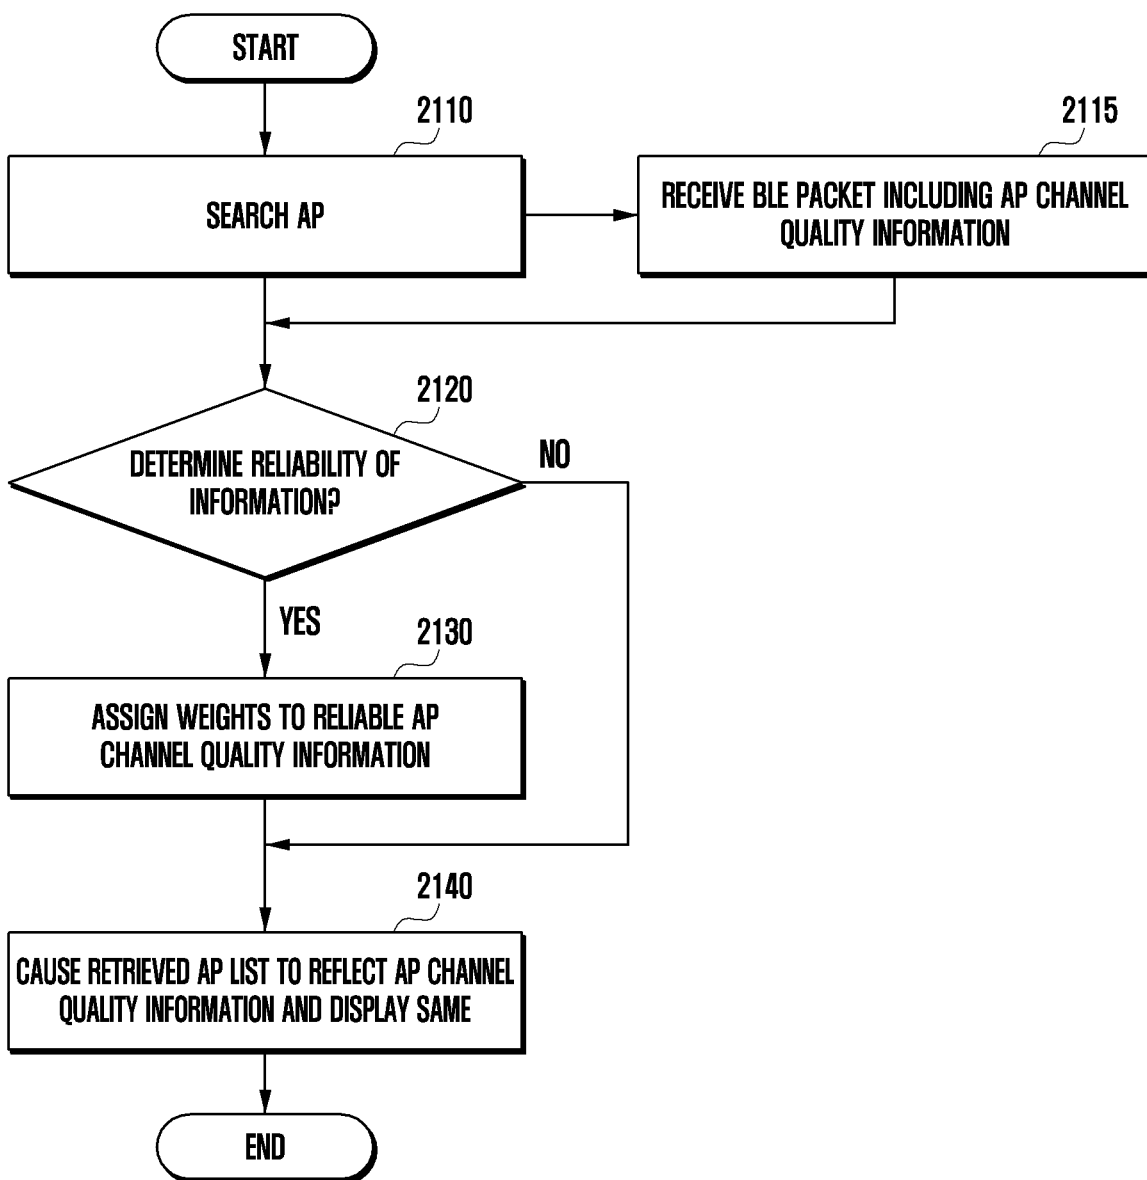 START
2110
SEARCH AP
2115
RECEIVE BLE PACKET INCLUDING AP CHANNEL
QUALITY INFORMATION
2120
DETERMINE RELIABILITY OF
INFORMATION?
NO
YES
2130
ASSIGN WEIGHTS TO RELIABLE AP
CHANNEL QUALITY INFORMATION
2140
CAUSE RETRIEVED AP LIST TO REFLECT AP CHANNEL
QUALITY INFORMATION AND DISPLAY SAME
END